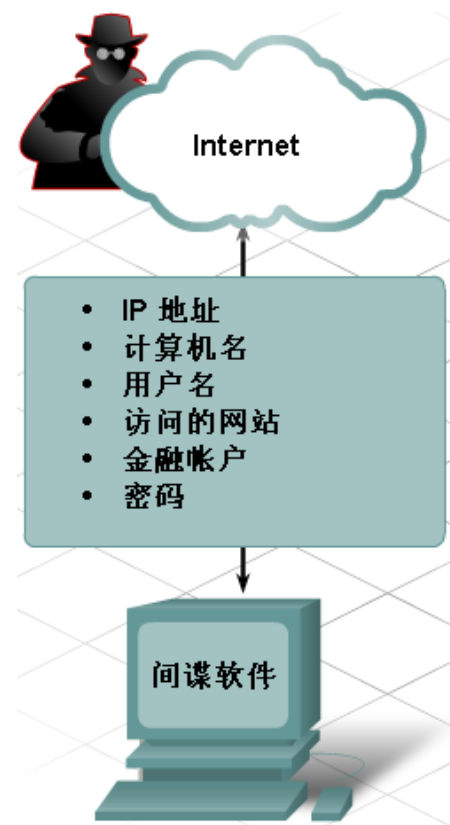 Internet
• IP 地址
• 计算机名
• 用户名
• 访问的网站
• 金融帐户
• 密码
间谍软件